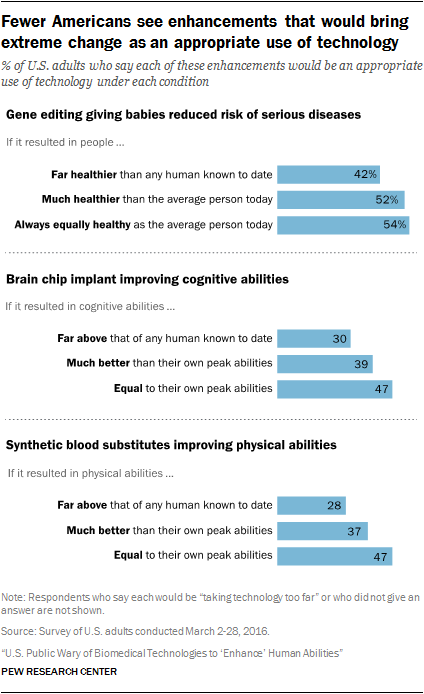 Fewer Americans see enhancements that would bring
extreme change as an appropriate use of technology
% of U.S. adults who say each of these enhancements would be an appropriate
use of technology under each condition
Gene editing giving babies reduced risk of serious diseases
If it resulted in people ...
Far healthier than any human known to date 42%
Much healthier than the average person today 52%
Always equally healthy as the average person today 54%
Brain chip implant improving cognitive abilities
If it resulted in cognitive abilities ...
Far above that of any human known to date 30
Much better than their own peak abilities 39
Equal to their own peak abilities 47
Synthetic blood substitutes improving physical abilities
If it resulted in physical abilities ...
Far above that of any human known to date 28
Much better than their own peak abilities 37
Equal to their own peak abilities 47
Note: Respondents who say each would be “taking technology too far” or who did not give an
answer are not shown.
Source: Survey of U.S. adults conducted March 2-28, 2016.
“U.S. Public Wary of Biomedical Technologies to ‘Enhance’ Human Abilities”
PEW RESEARCH CENTER